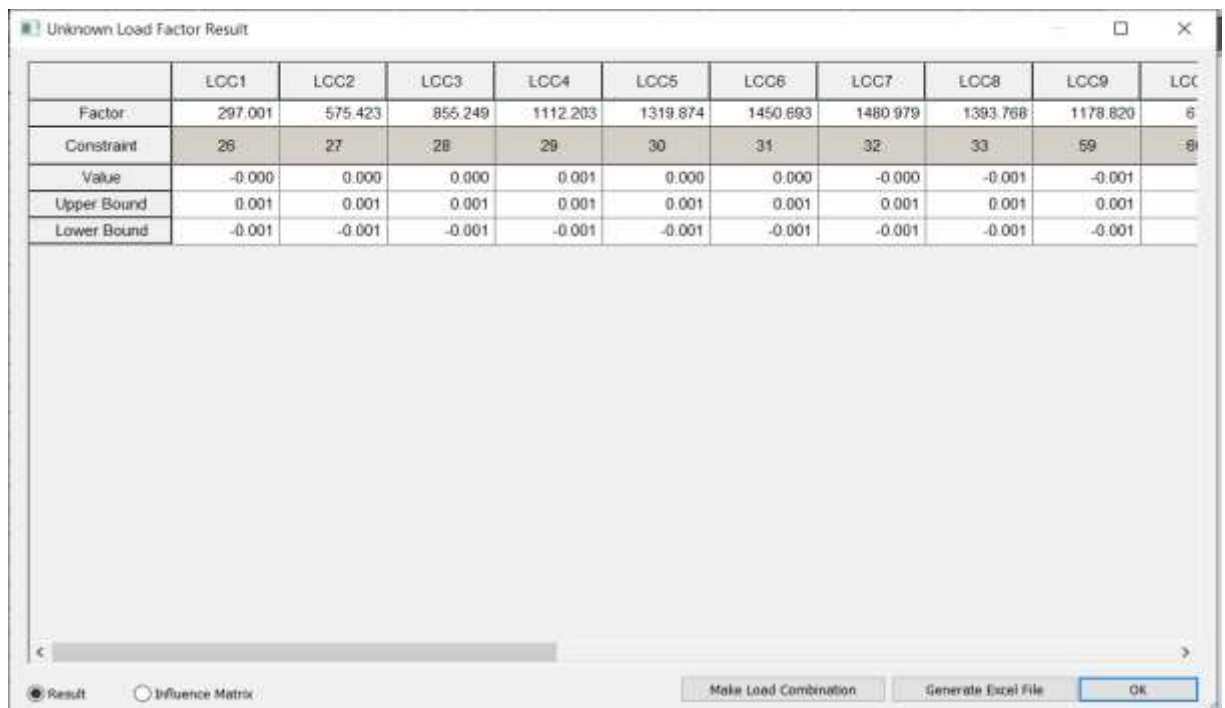 Unknown Load Factor Result
LCC1 LCC2 LCC3 LCC4 LCC5 LCC6 LCC7 LCC8 LCC9 LCC
Factor 297.001 575.423 855.249 1112.203 1319.874 1450.693 1480.979 1393.768 1178.820 6
Constraint 26 27 28 29 30 31 32 33 59
Value -0.000 0.000 0.000 0.001 0.000 0.000 -0.000 -0.001 -0.001
Upper Bound 0.001 0.001 0.001 0.001 0.001 0.001 0.001 0.001 0.001
Lower Bound -0.001 -0.001 -0.001 -0.001 -0.001 -0.001 -0.001 -0.001 -0.001
Result Influence Matrix Make Load Combination Generate Excel File OK